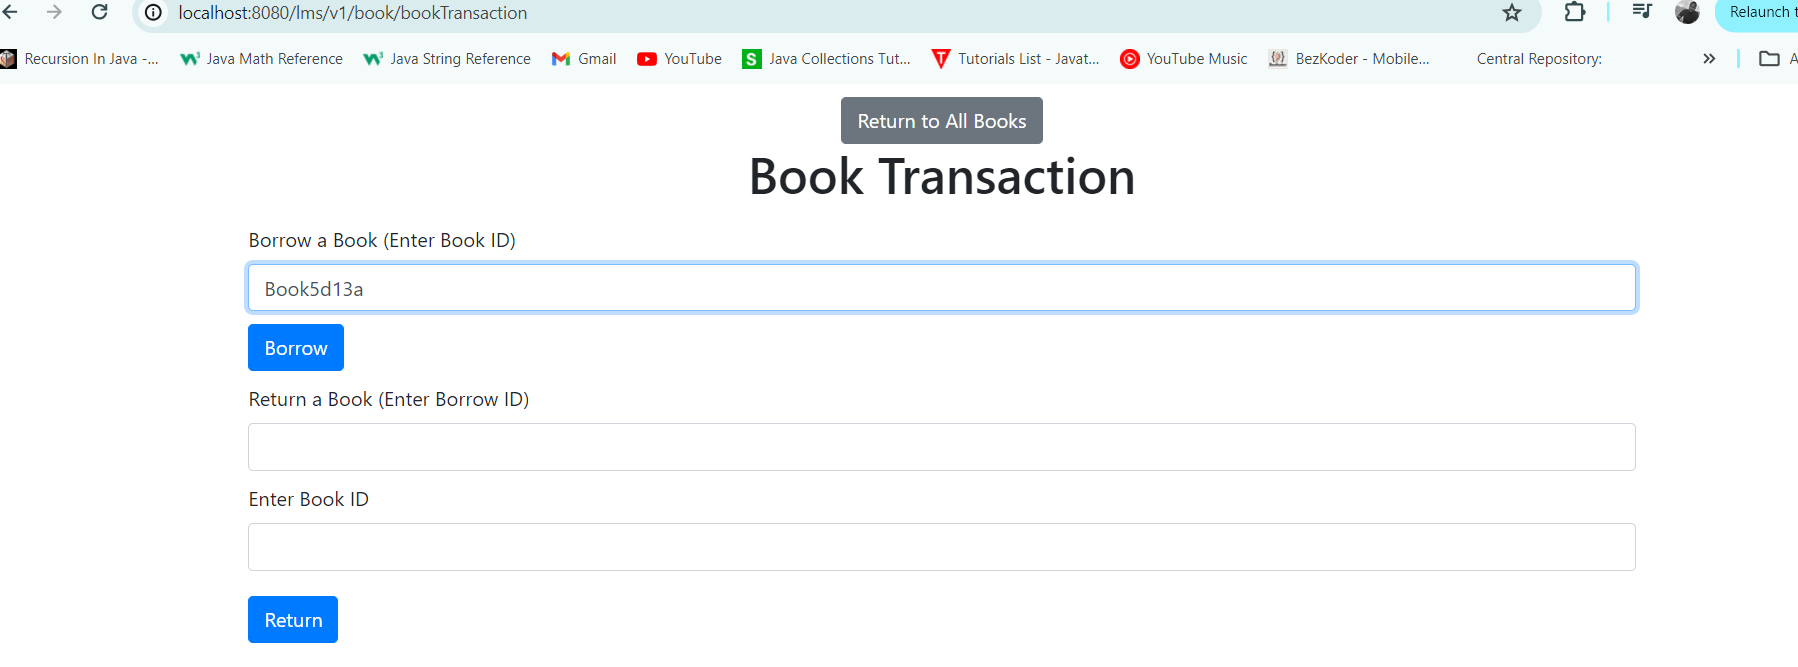 localhost:8080/lms/v1/book/bookTransaction
Relaunch t
Recursion In Java -... Java Math Reference Java String Reference Gmail YouTube Java Collections Tut... Tutorials List - Javat... YouTube Music BezKoder - Mobile... Central Repository: » A
Return to All Books
Book Transaction
Borrow a Book (Enter Book ID)
Book5d13a
Borrow
Return a Book (Enter Borrow ID)
Enter Book ID
Return